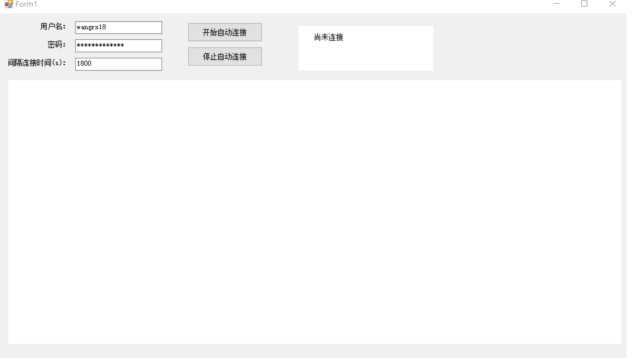 Form1
用户名: wangrx18
密码: *************
间隔连接时间(s): 1800
开始自动连接
停止自动连接
尚未连接